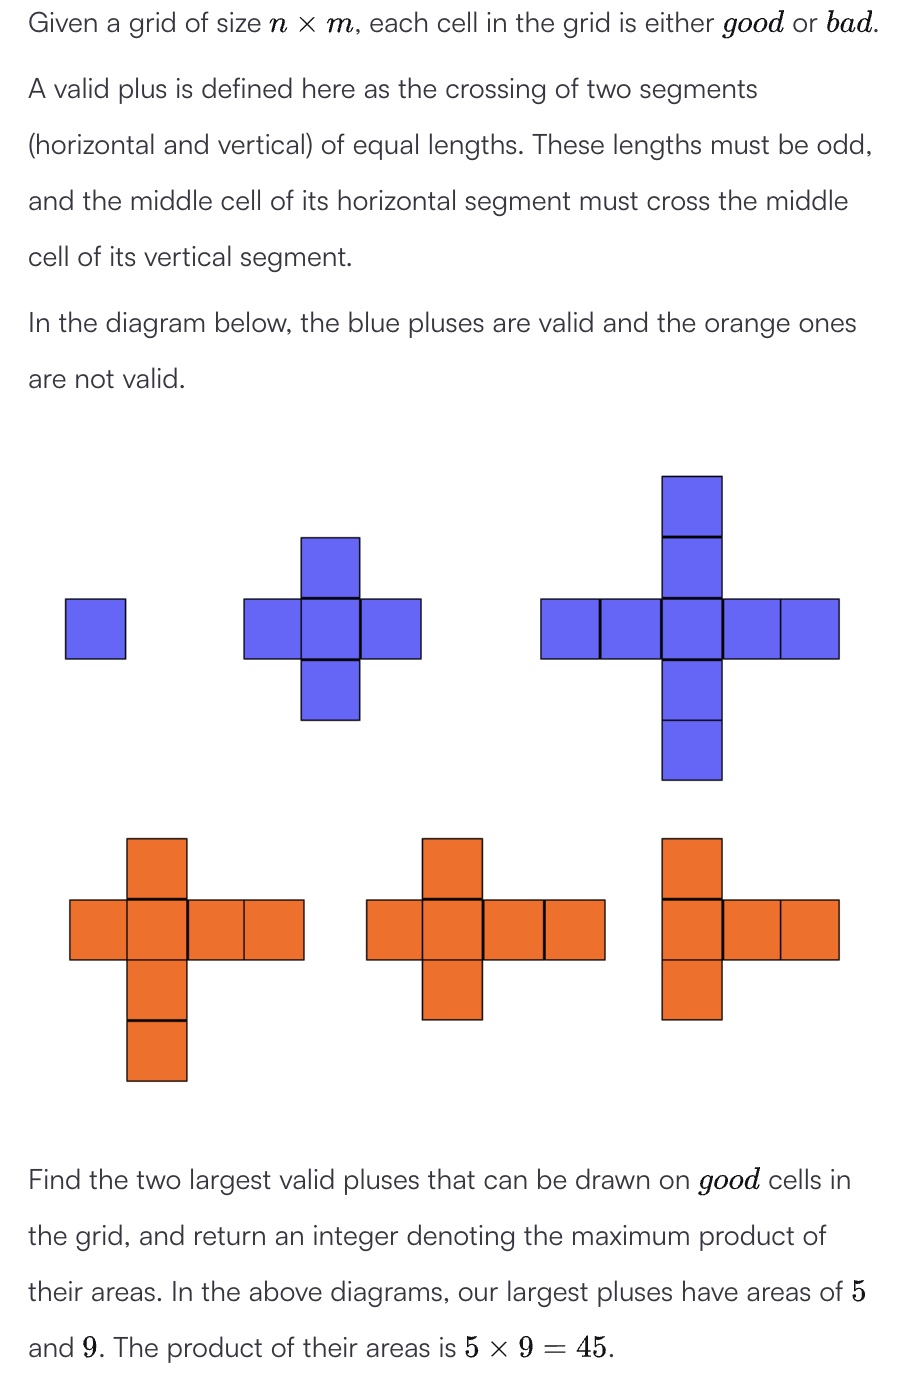 Given a grid of size n × m, each cell in the grid is either good or bad.
A valid plus is defined here as the crossing of two segments
(horizontal and vertical) of equal lengths. These lengths must be odd,
and the middle cell of its horizontal segment must cross the middle
cell of its vertical segment.
In the diagram below, the blue pluses are valid and the orange ones
are not valid.
Find the two largest valid pluses that can be drawn on good cells in
the grid, and return an integer denoting the maximum product of
their areas. In the above diagrams, our largest pluses have areas of 5
and 9. The product of their areas is 5 × 9 = 45.